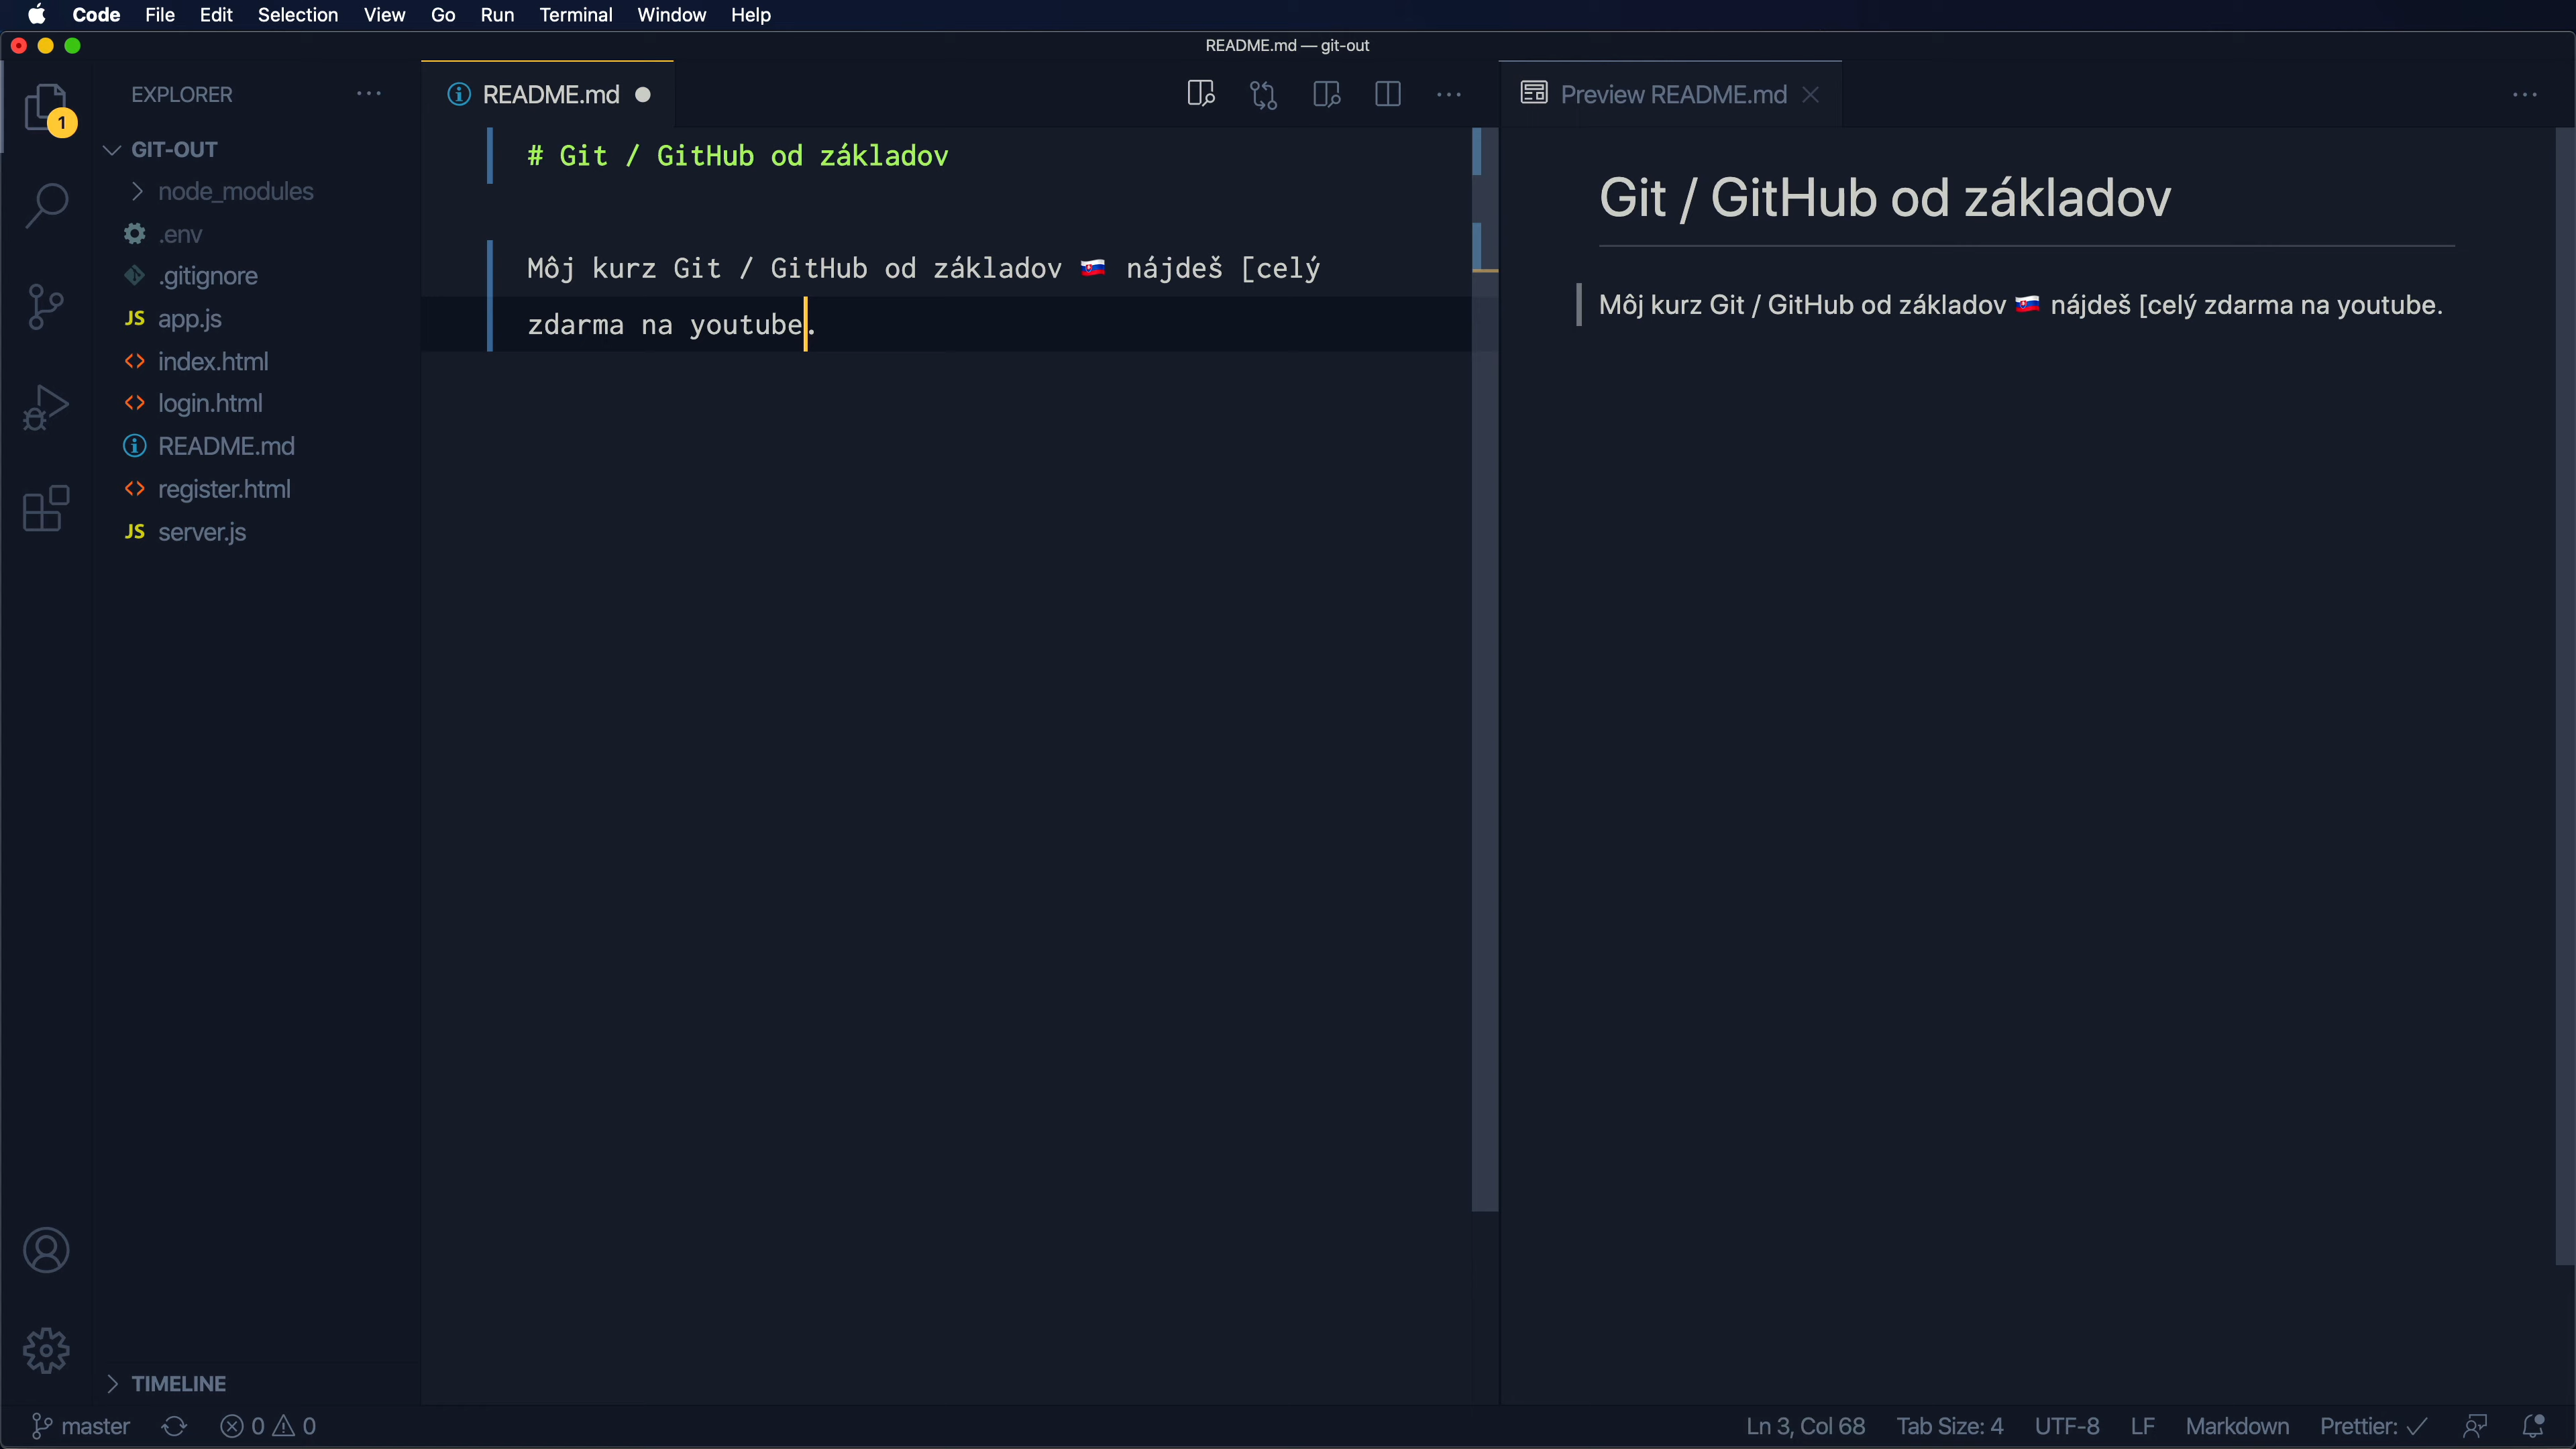 Code File Edit Selection View Go Run Terminal Window Help
README.md — git-out
EXPLORER
1
GIT-OUT
node_modules
.env
.gitignore
JS app.js
<> index.html
<> login.html
README.md
<> register.html
JS server.js
TIMELINE
README.md
# Git / GitHub od základov
Môj kurz Git / GitHub od základov 🇸🇰 nájdeš [celý
zdarma na youtube.
Preview README.md
Git / GitHub od základov
Môj kurz Git / GitHub od základov 🇸🇰 nájdeš [celý zdarma na youtube.
master 0 0 Ln 3, Col 68 Tab Size: 4 UTF-8 LF Markdown Prettier: ✓